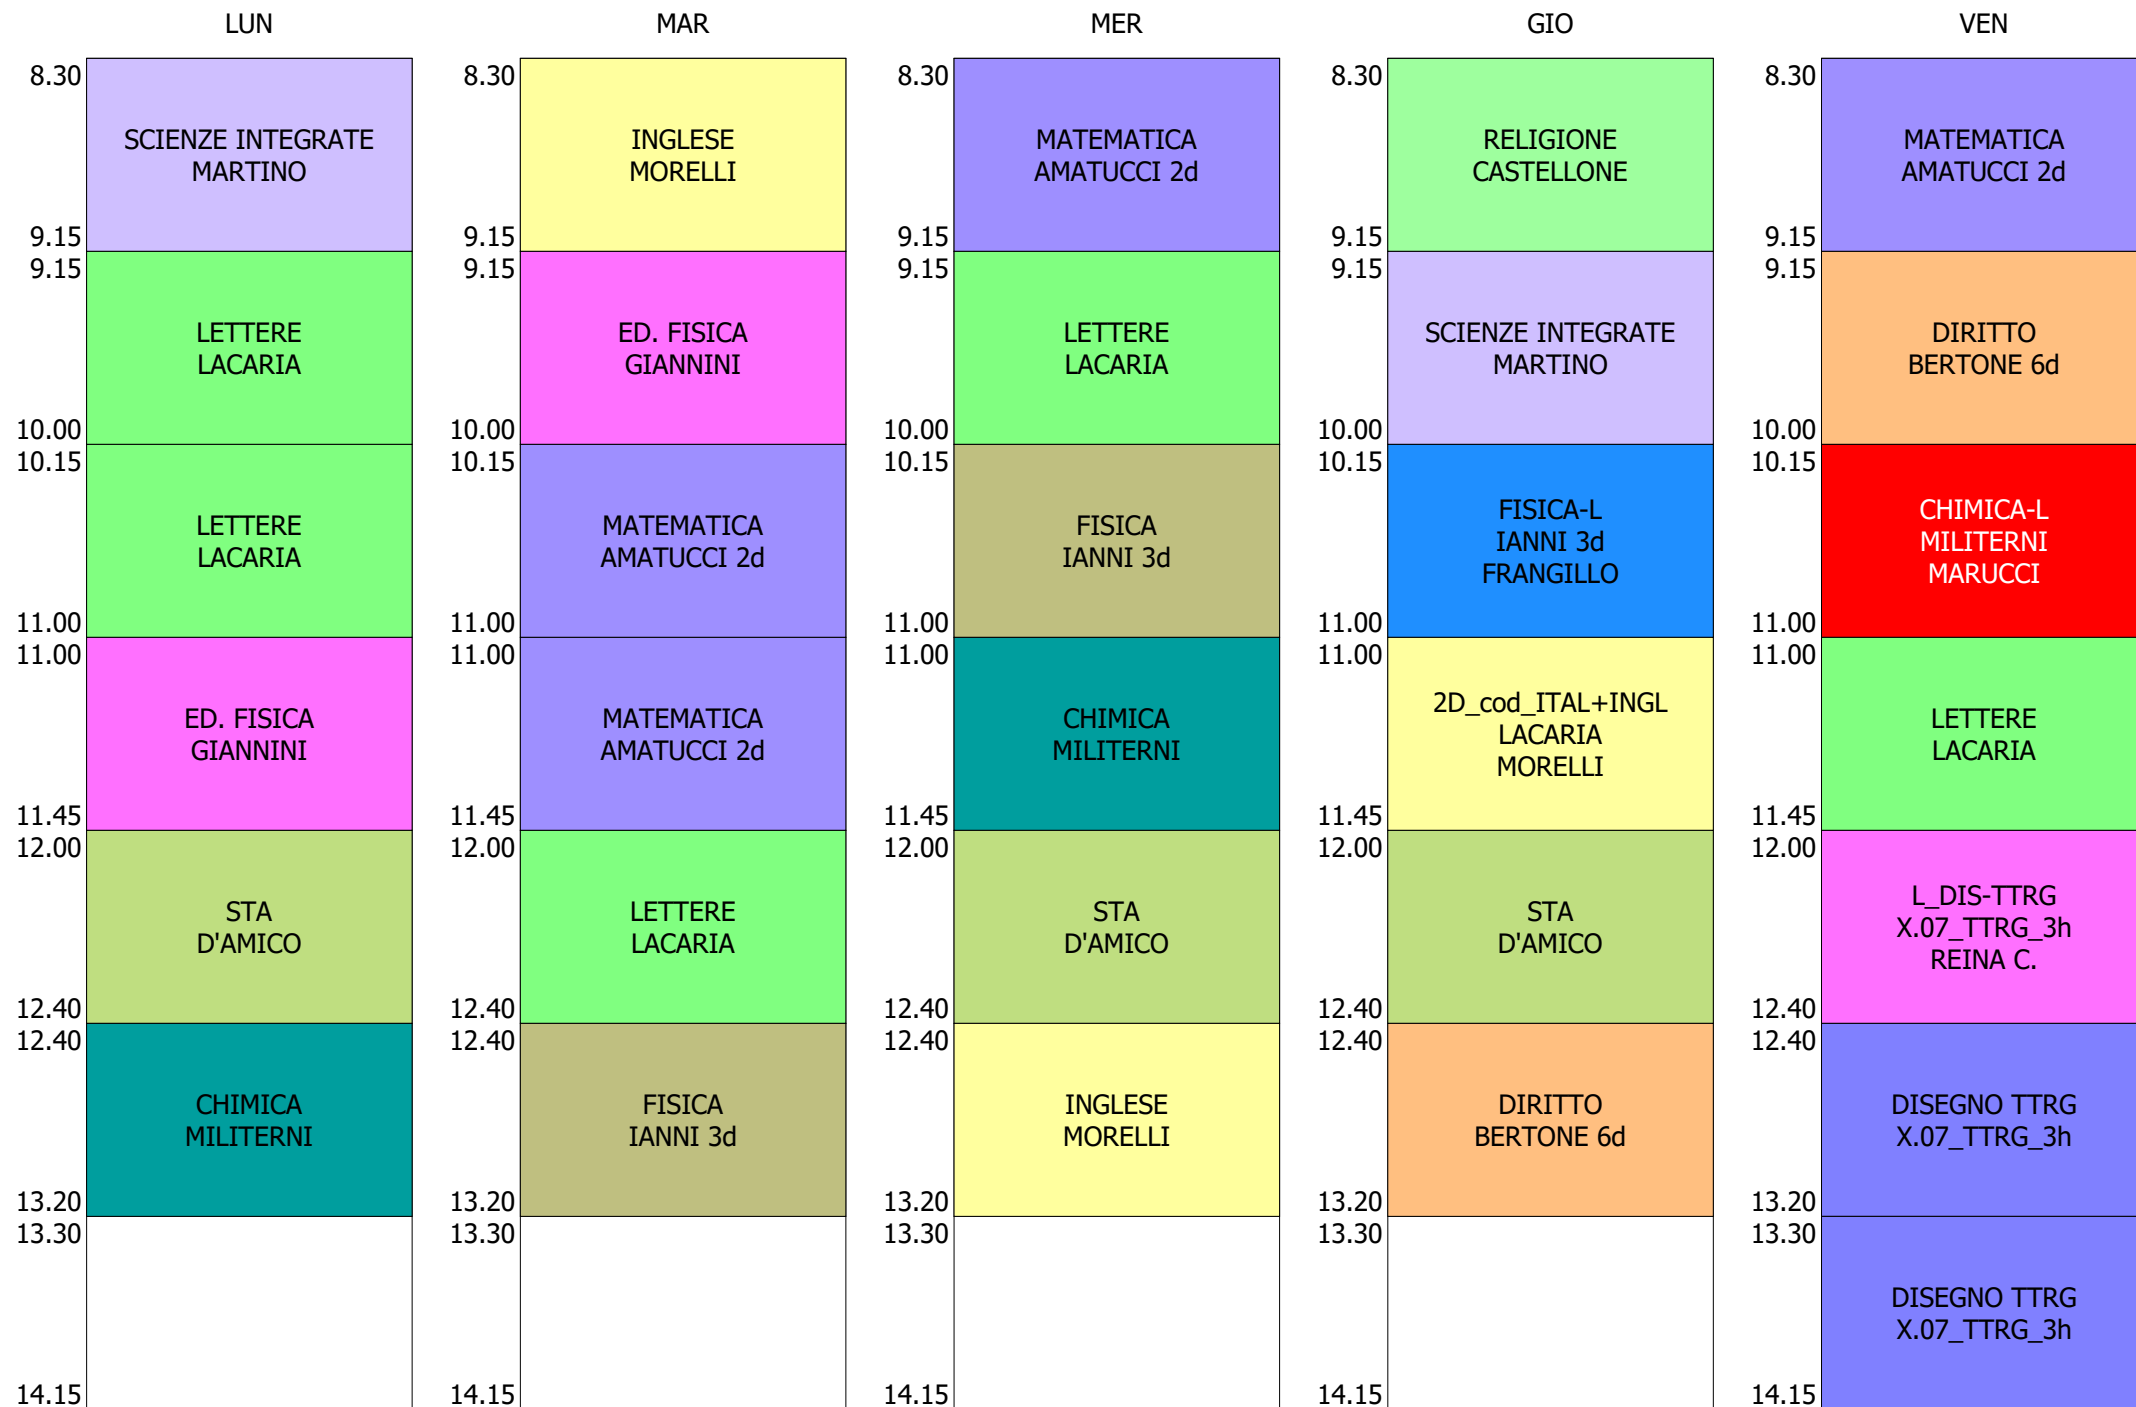 LUN
MAR
MER
GIO
VEN
8.30
SCIENZE INTEGRATE
MARTINO
9.15
9.15
LETTERE
LACARIA
10.00
10.15
LETTERE
LACARIA
11.00
11.00
ED. FISICA
GIANNINI
11.45
12.00
STA
D'AMICO
12.40
12.40
CHIMICA
MILITERNI
13.20
13.30
14.15
8.30
INGLESE
MORELLI
9.15
9.15
ED. FISICA
GIANNINI
10.00
10.15
MATEMATICA
AMATUCCI 2d
11.00
11.00
MATEMATICA
AMATUCCI 2d
11.45
12.00
LETTERE
LACARIA
12.40
12.40
FISICA
IANNI 3d
13.20
13.30
14.15
8.30
MATEMATICA
AMATUCCI 2d
9.15
9.15
LETTERE
LACARIA
10.00
10.15
FISICA
IANNI 3d
11.00
11.00
CHIMICA
MILITERNI
11.45
12.00
STA
D'AMICO
12.40
12.40
INGLESE
MORELLI
13.20
13.30
14.15
8.30
RELIGIONE
CASTELLONE
9.15
9.15
SCIENZE INTEGRATE
MARTINO
10.00
10.15
FISICA-L
IANNI 3d
FRANGILLO
11.00
11.00
2D_cod_ITAL+INGL
LACARIA
MORELLI
11.45
12.00
STA
D'AMICO
12.40
12.40
DIRITTO
BERTONE 6d
13.20
13.30
14.15
8.30
MATEMATICA
AMATUCCI 2d
9.15
9.15
DIRITTO
BERTONE 6d
10.00
10.15
CHIMICA-L
MILITERNI
MARUCCI
11.00
11.00
LETTERE
LACARIA
11.45
12.00
L_DIS-TTRG
X.07_TTRG_3h
REINA C.
12.40
12.40
DISEGNO TTRG
X.07_TTRG_3h
13.20
13.30
DISEGNO TTRG
X.07_TTRG_3h
14.15